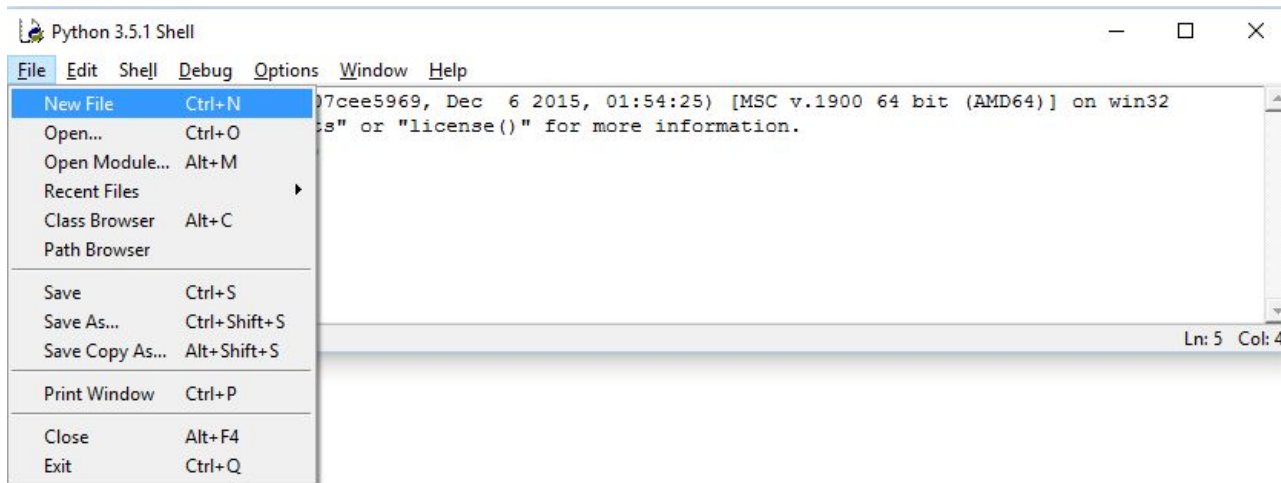 Python 3.5.1 Shell
File Edit Shell Debug Options Window Help
New File Ctrl+N
7cee5969, Dec 6 2015, 01:54:25) [MSC v.1900 64 bit (AMD64)] on win32
Open... Ctrl+O
s" or "license()" for more information.
Open Module... Alt+M
Recent Files
Class Browser Alt+C
Path Browser
Save Ctrl+S
Save As... Ctrl+Shift+S
Save Copy As... Alt+Shift+S
Ln: 5 Col: 4
Print Window Ctrl+P
Close Alt+F4
Exit Ctrl+Q